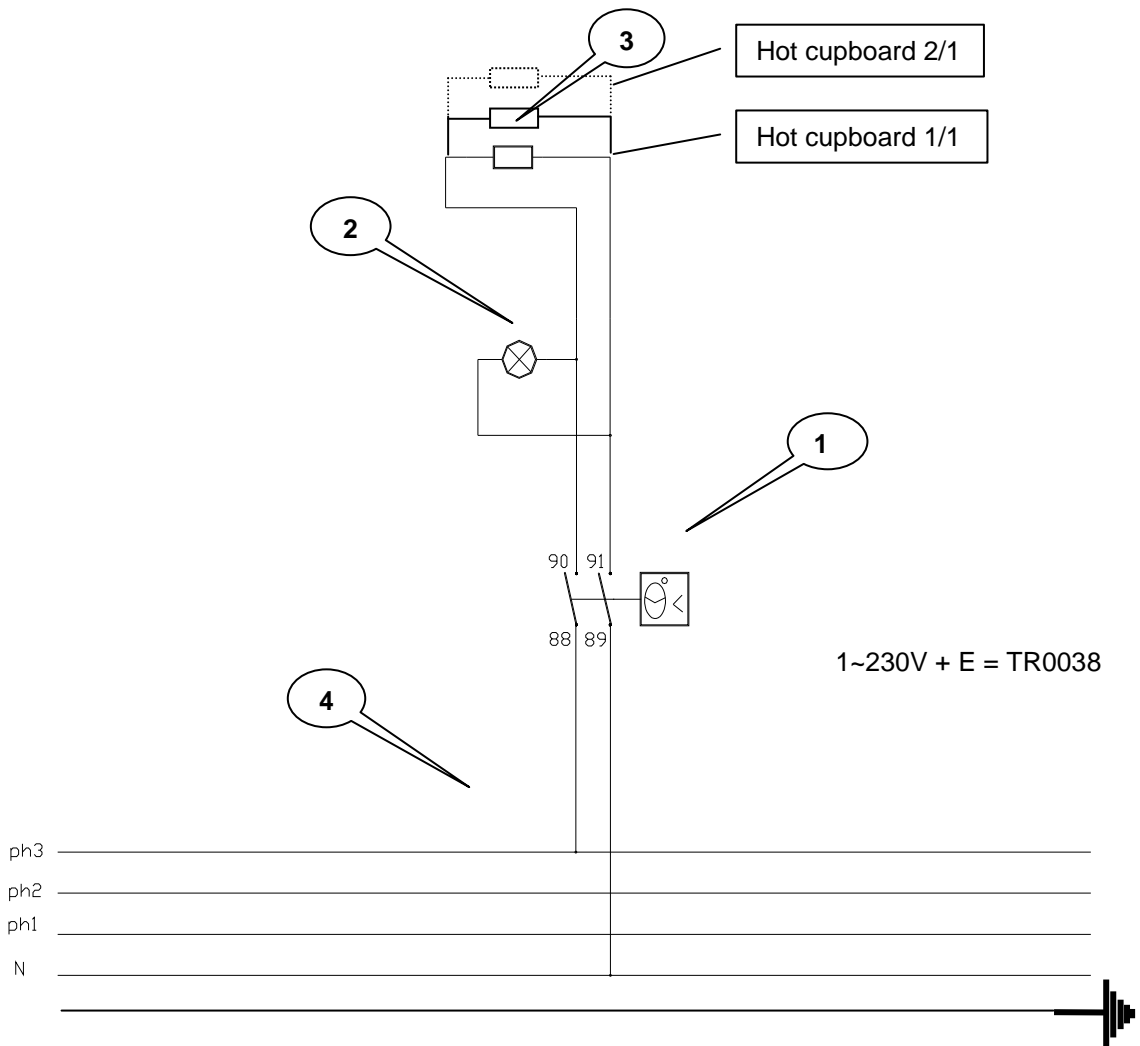 3
Hot cupboard 2/1
Hot cupboard 1/1
2
1
90 91
88 89
1~230V + E = TR0038
4
ph3
ph2
ph1
N